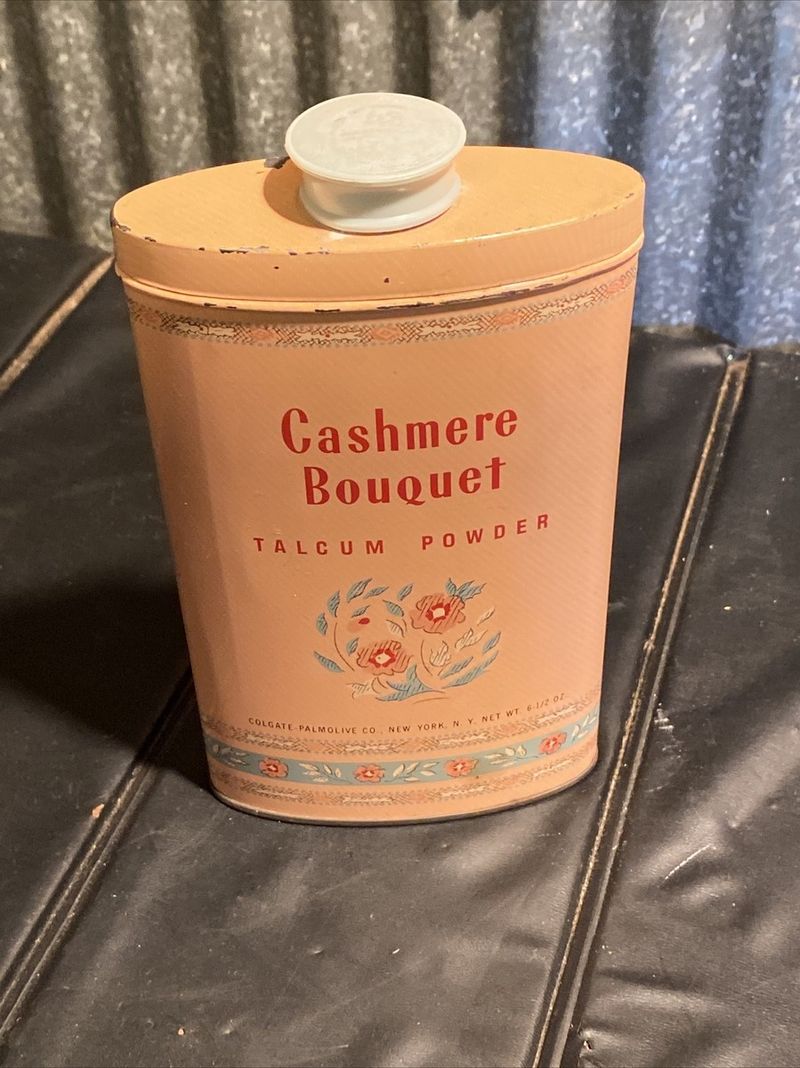 Cashmere
Bouquet
TALCUM POWDER
COLGATE-PALMOLIVE CO., NEW YORK, N. Y. NET WT. 6-1/2 OZ.